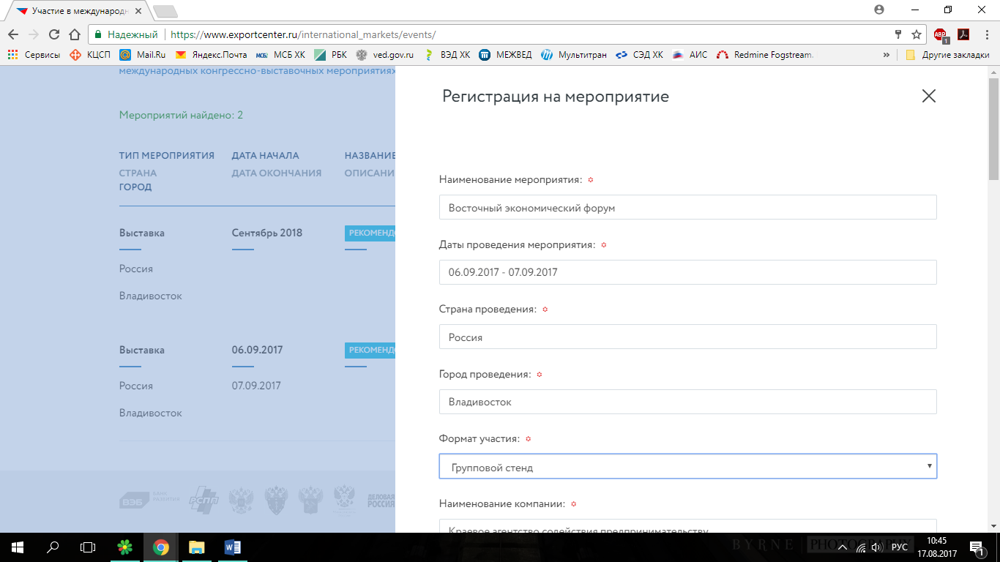 Участие в международн
Надежный
https://www.exportcenter.ru/international_markets/events/
Сервисы
КЦСП
Mail.Ru
Яндекс.Почта
МСБ ХК
РБК
ved.gov.ru
ВЭД ХК
МЕЖВЕД
Мультитран
СЭД ХК
АИС
Redmine Fogstream
»
Другие закладки
международных конгрессно-выставочных мероприятиях
Мероприятий найдено: 2
ТИП МЕРОПРИЯТИЯ ДАТА НАЧАЛА НАЗВАНИЕ
СТРАНА ДАТА ОКОНЧАНИЯ ОПИСАНИ
ГОРОД
Выставка Сентябрь 2018 РЕКОМЕНДО
Россия
Владивосток
Выставка 06.09.2017 РЕКОМЕНДО
Россия 07.09.2017
Владивосток
ВЭБ БАНК РАЗВИТИЯ
РСПП
ДЕЛОВАЯ
РОССИЯ
Регистрация на мероприятие
Наименование мероприятия:
Восточный экономический форум
Даты проведения мероприятия:
06.09.2017 - 07.09.2017
Страна проведения:
Россия
Город проведения:
Владивосток
Формат участия:
Групповой стенд
Наименование компании:
Краевое агентство содействия предпринимательству
BYRNE | PHOTOGRAPHY
РУС
10:45
17.08.2017
1